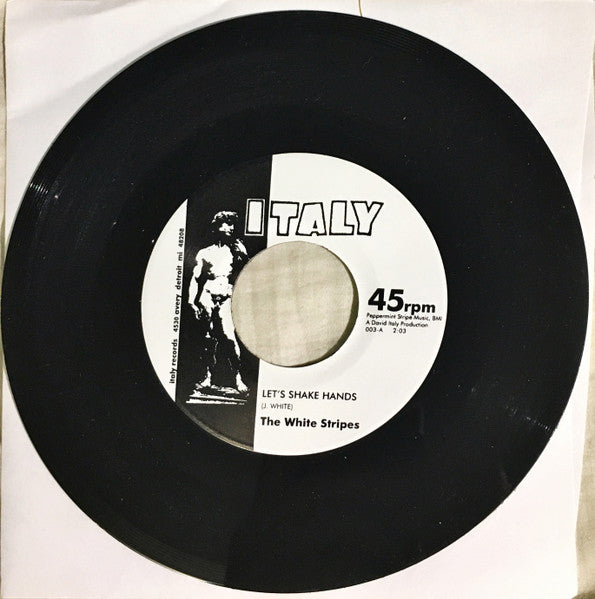 ITALY
italy records 4530 avery detroit mi 48208
45rpm
Peppermint Stripe Music, BMI
A David Italy Production
003-A 2:03
LET'S SHAKE HANDS
(J. WHITE)
The White Stripes